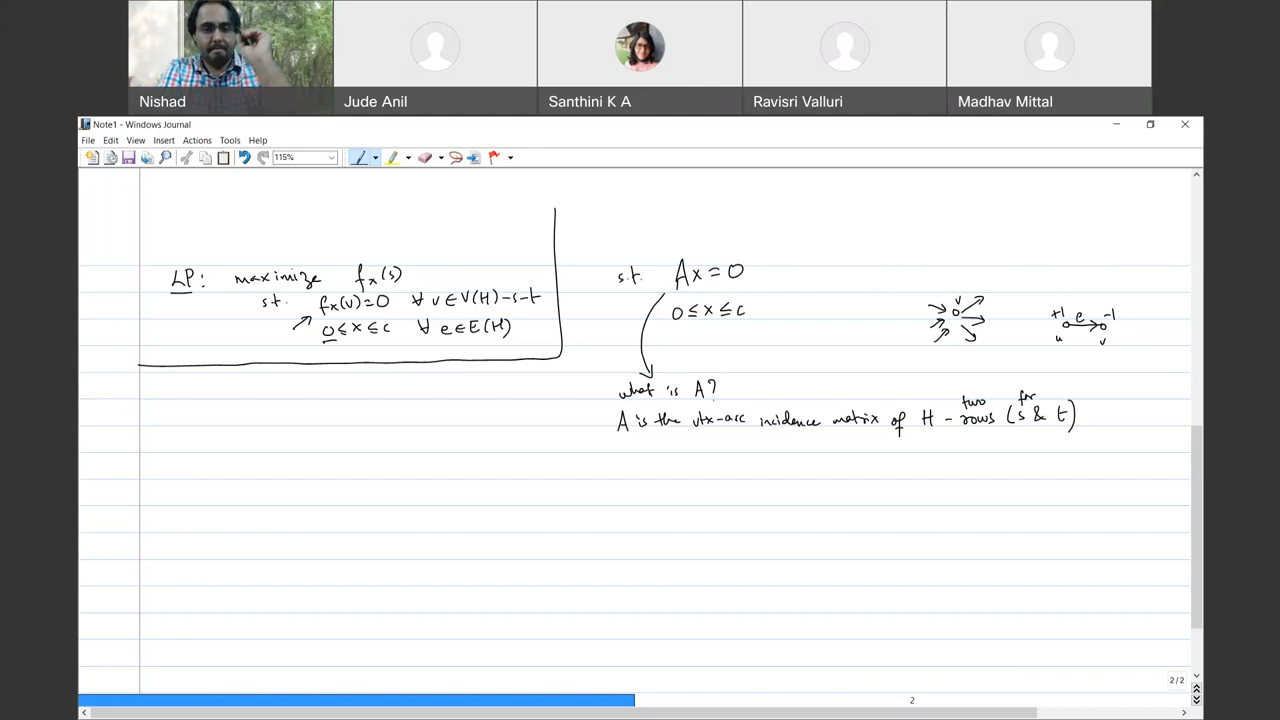 Nishad
Jude Anil
Santhini K A
Ravisri Valluri
Madhav Mittal
Note1 - Windows Journal
File Edit View Insert Actions Tools Help
115%
LP: maximize fx(s)
s.t. fx(v)=0 ∀ v∈V(H)-s-t
0≤x≤c ∀ e∈E(H)
s.t. Ax=0
0≤x≤c
v
+1 e -1
u v
what is A?
A is the vtx-arc incidence matrix of H - two rows (for s & t)
2/2
2